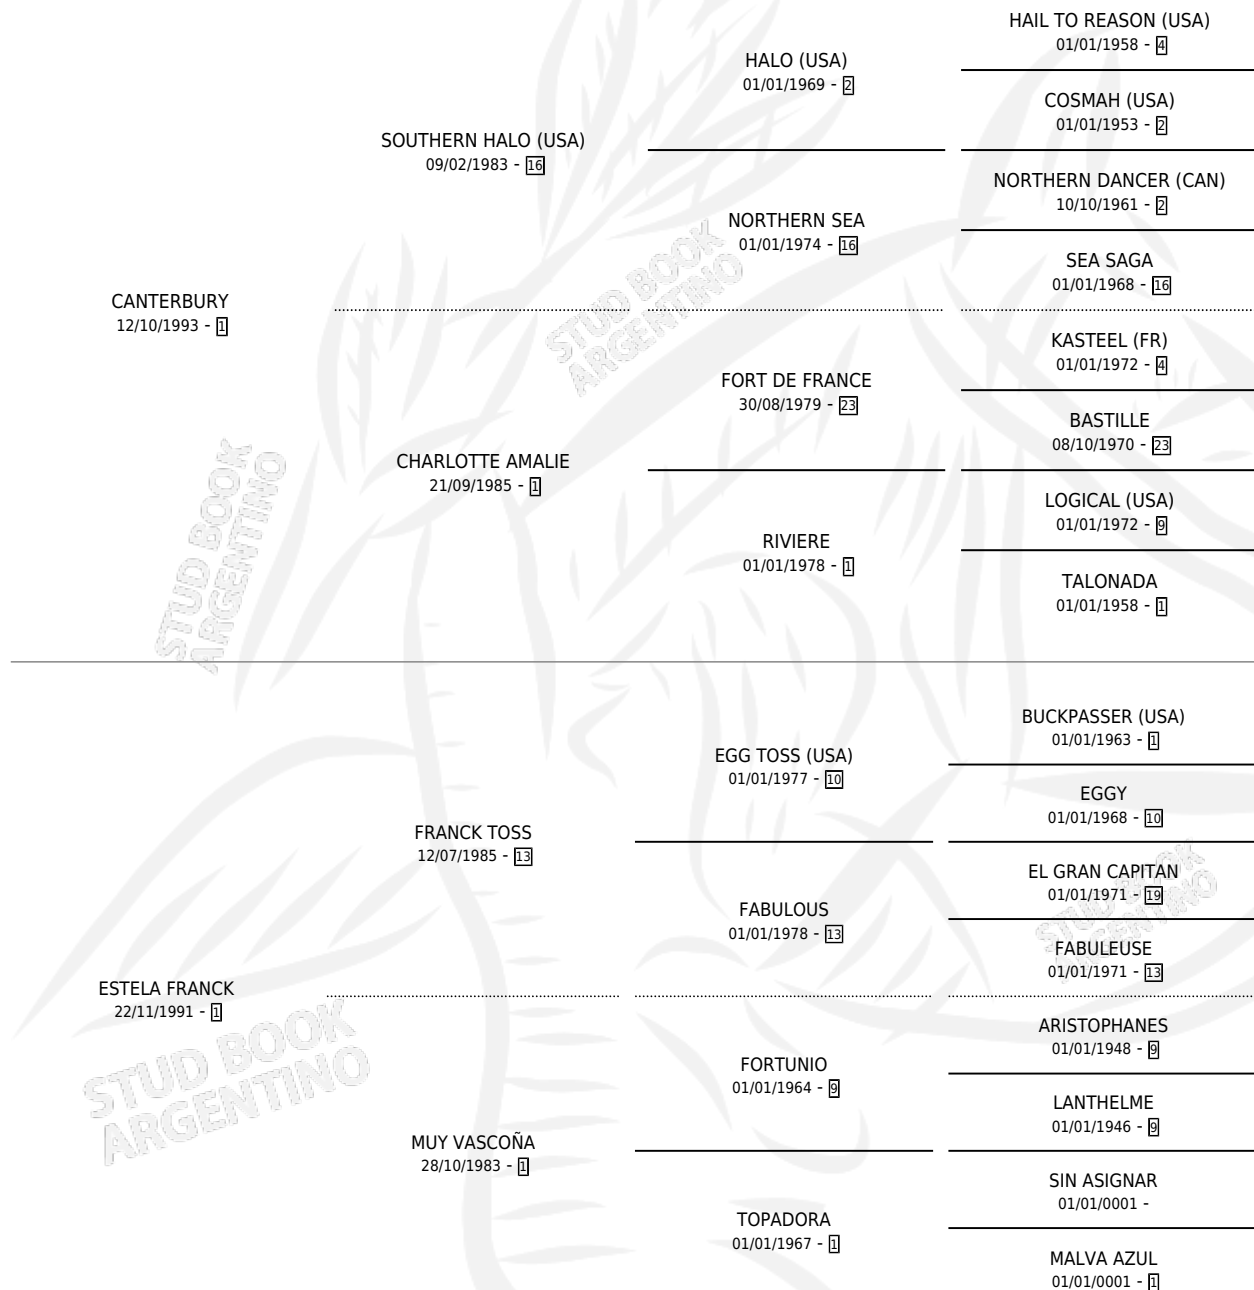 HAIL TO REASON (USA)
01/01/1958 - 4
HALO (USA)
01/01/1969 - 2
COSMAH (USA)
01/01/1953 - 2
SOUTHERN HALO (USA)
09/02/1983 - 16
NORTHERN DANCER (CAN)
10/10/1961 - 2
NORTHERN SEA
01/01/1974 - 16
SEA SAGA
01/01/1968 - 16
CANTERBURY
12/10/1993 - 1
STUD BOOK
ARGENTINO
KASTEEL (FR)
01/01/1972 - 4
FORT DE FRANCE
30/08/1979 - 23
BASTILLE
08/10/1970 - 23
CHARLOTTE AMALIE
21/09/1985 - 1
LOGICAL (USA)
01/01/1972 - 9
RIVIERE
01/01/1978 - 1
TALONADA
01/01/1958 - 1
STUD BOOK
ARGENTINO
BUCKPASSER (USA)
01/01/1963 - 1
EGG TOSS (USA)
01/01/1977 - 10
EGGY
01/01/1968 - 10
FRANCK TOSS
12/07/1985 - 13
EL GRAN CAPITAN
01/01/1971 - 19
STUD BOOK
ARGENTINO
FABULOUS
01/01/1978 - 13
FABULEUSE
01/01/1971 - 13
ESTELA FRANCK
22/11/1991 - 1
STUD BOOK
ARGENTINO
ARISTOPHANES
01/01/1948 - 9
FORTUNIO
01/01/1964 - 9
LANTHELME
01/01/1946 - 9
MUY VASCOÑA
28/10/1983 - 1
SIN ASIGNAR
01/01/0001 -
TOPADORA
01/01/1967 - 1
MALVA AZUL
01/01/0001 - 1